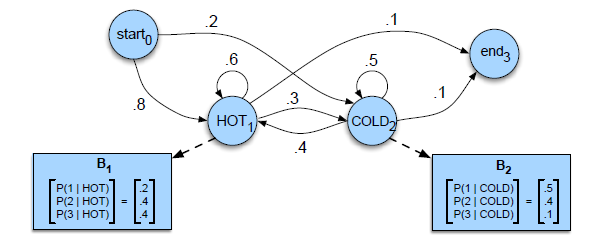 start0
.2
.1
end3
.6
.5
.8
.3
.1
HOT1
COLD2
.4
B1
P(1 | HOT)
P(2 | HOT) = .2 .4 .4
P(3 | HOT)
B2
P(1 | COLD)
P(2 | COLD) = .5 .4 .1
P(3 | COLD)